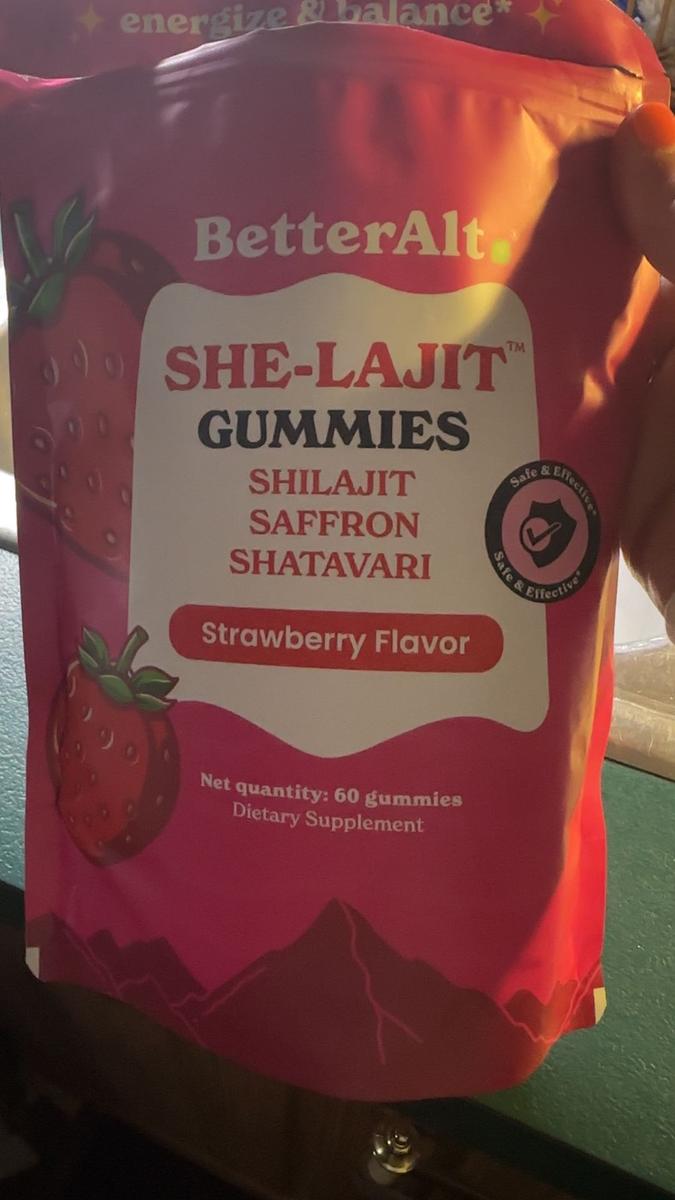 energize & balance*
BetterAlt.
SHE-LAJIT™
GUMMIES
SHILAJIT
SAFFRON
SHATAVARI
Safe & Effective*
Safe & Effective*
Strawberry Flavor
Net quantity: 60 gummies
Dietary Supplement